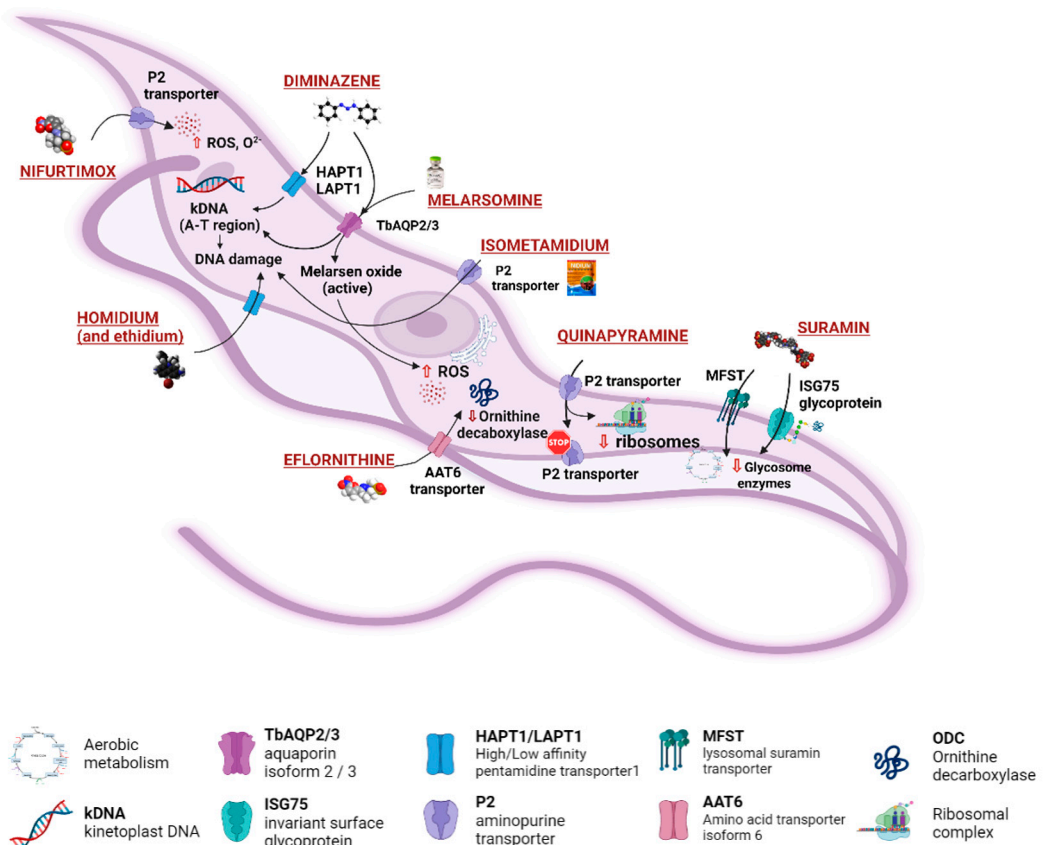 P2
transporter
DIMINAZENE
ROS, O²⁻
NIFURTIMOX
HAPT1
LAPT1
MELARSOMINE
kDNA
(A-T region)
TbAQP2/3
ISOMETAMIDIUM
DNA damage
Melarsen oxide
(active)
P2
transporter
HOMIDIUM
(and ethidium)
QUINAPYRAMINE
SURAMIN
ROS
P2 transporter
MFST
ISG75
glycoprotein
Ornithine
decaboxylase
STOP
ribosomes
EFLORNITHINE
AAT6
transporter
P2 transporter
Glycosome
enzymes
Aerobic
metabolism
TbAQP2/3
aquaporin
isoform 2 / 3
HAPT1/LAPT1
High/Low affinity
pentamidine transporter1
MFST
lysosomal suramin
transporter
ODC
Ornithine
decarboxylase
kDNA
kinetoplast DNA
ISG75
invariant surface
glycoprotein
P2
aminopurine
transporter
AAT6
Amino acid transporter
isoform 6
Ribosomal
complex